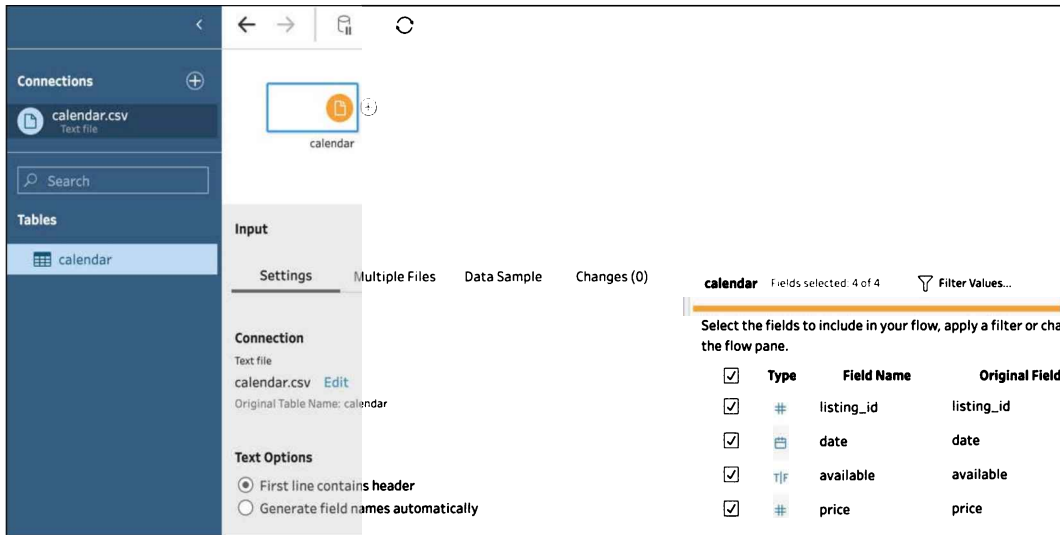 Connections
calendar.csv
Text file
Search
Tables
calendar
calendar
Input
Settings Multiple Files Data Sample Changes (0)
Connection
Text file
calendar.csv Edit
Original Table Name: calendar
Text Options
First line contains header
Generate field names automatically
calendar Fields selected: 4 of 4 Filter Values...
Select the fields to include in your flow, apply a filter or cha
the flow pane.
Type Field Name Original Field
# listing_id listing_id
date date
T|F available available
# price price